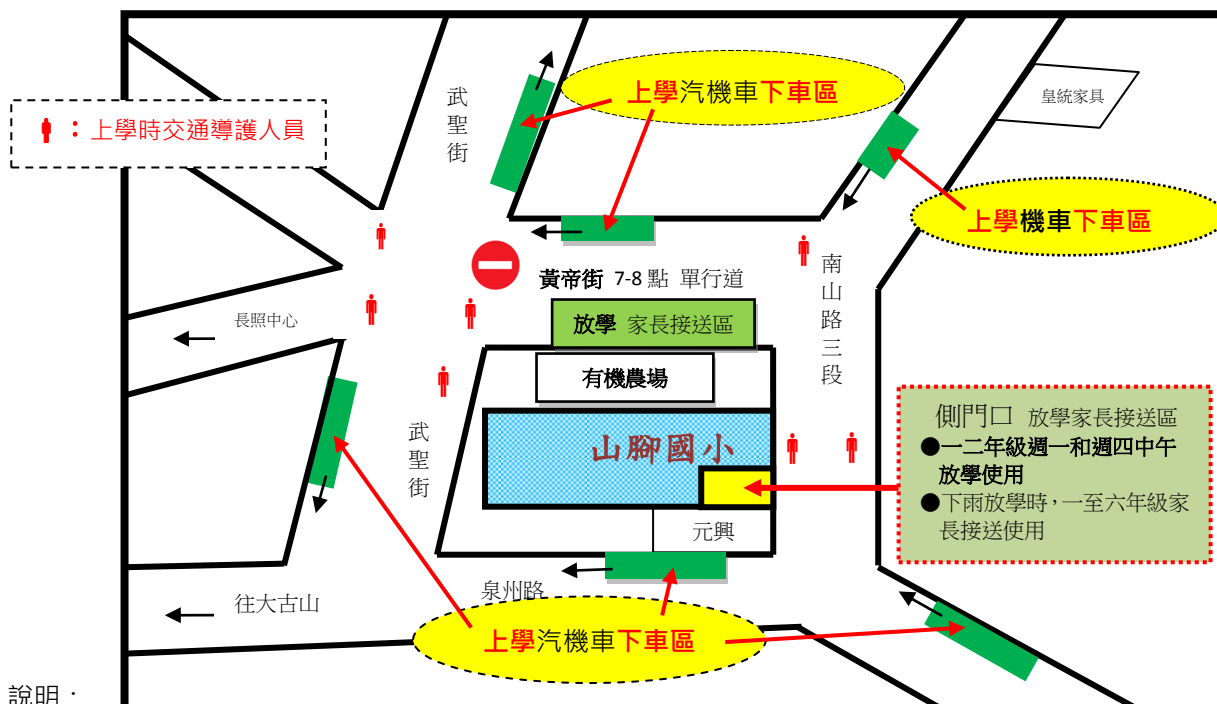 武聖街
上學汽機車下車區
皇統家具
：上學時交通導護人員
上學機車下車區
黃帝街 7-8 點 單行道
南山路三段
長照中心
放學 家長接送區
有機農場
武聖街
山腳國小
側門口 放學家長接送區
●一二年級週一和週四中午
放學使用
●下雨放學時，一至六年級家
長接送使用
元興
泉州路
往大古山
上學汽機車下車區
說明：